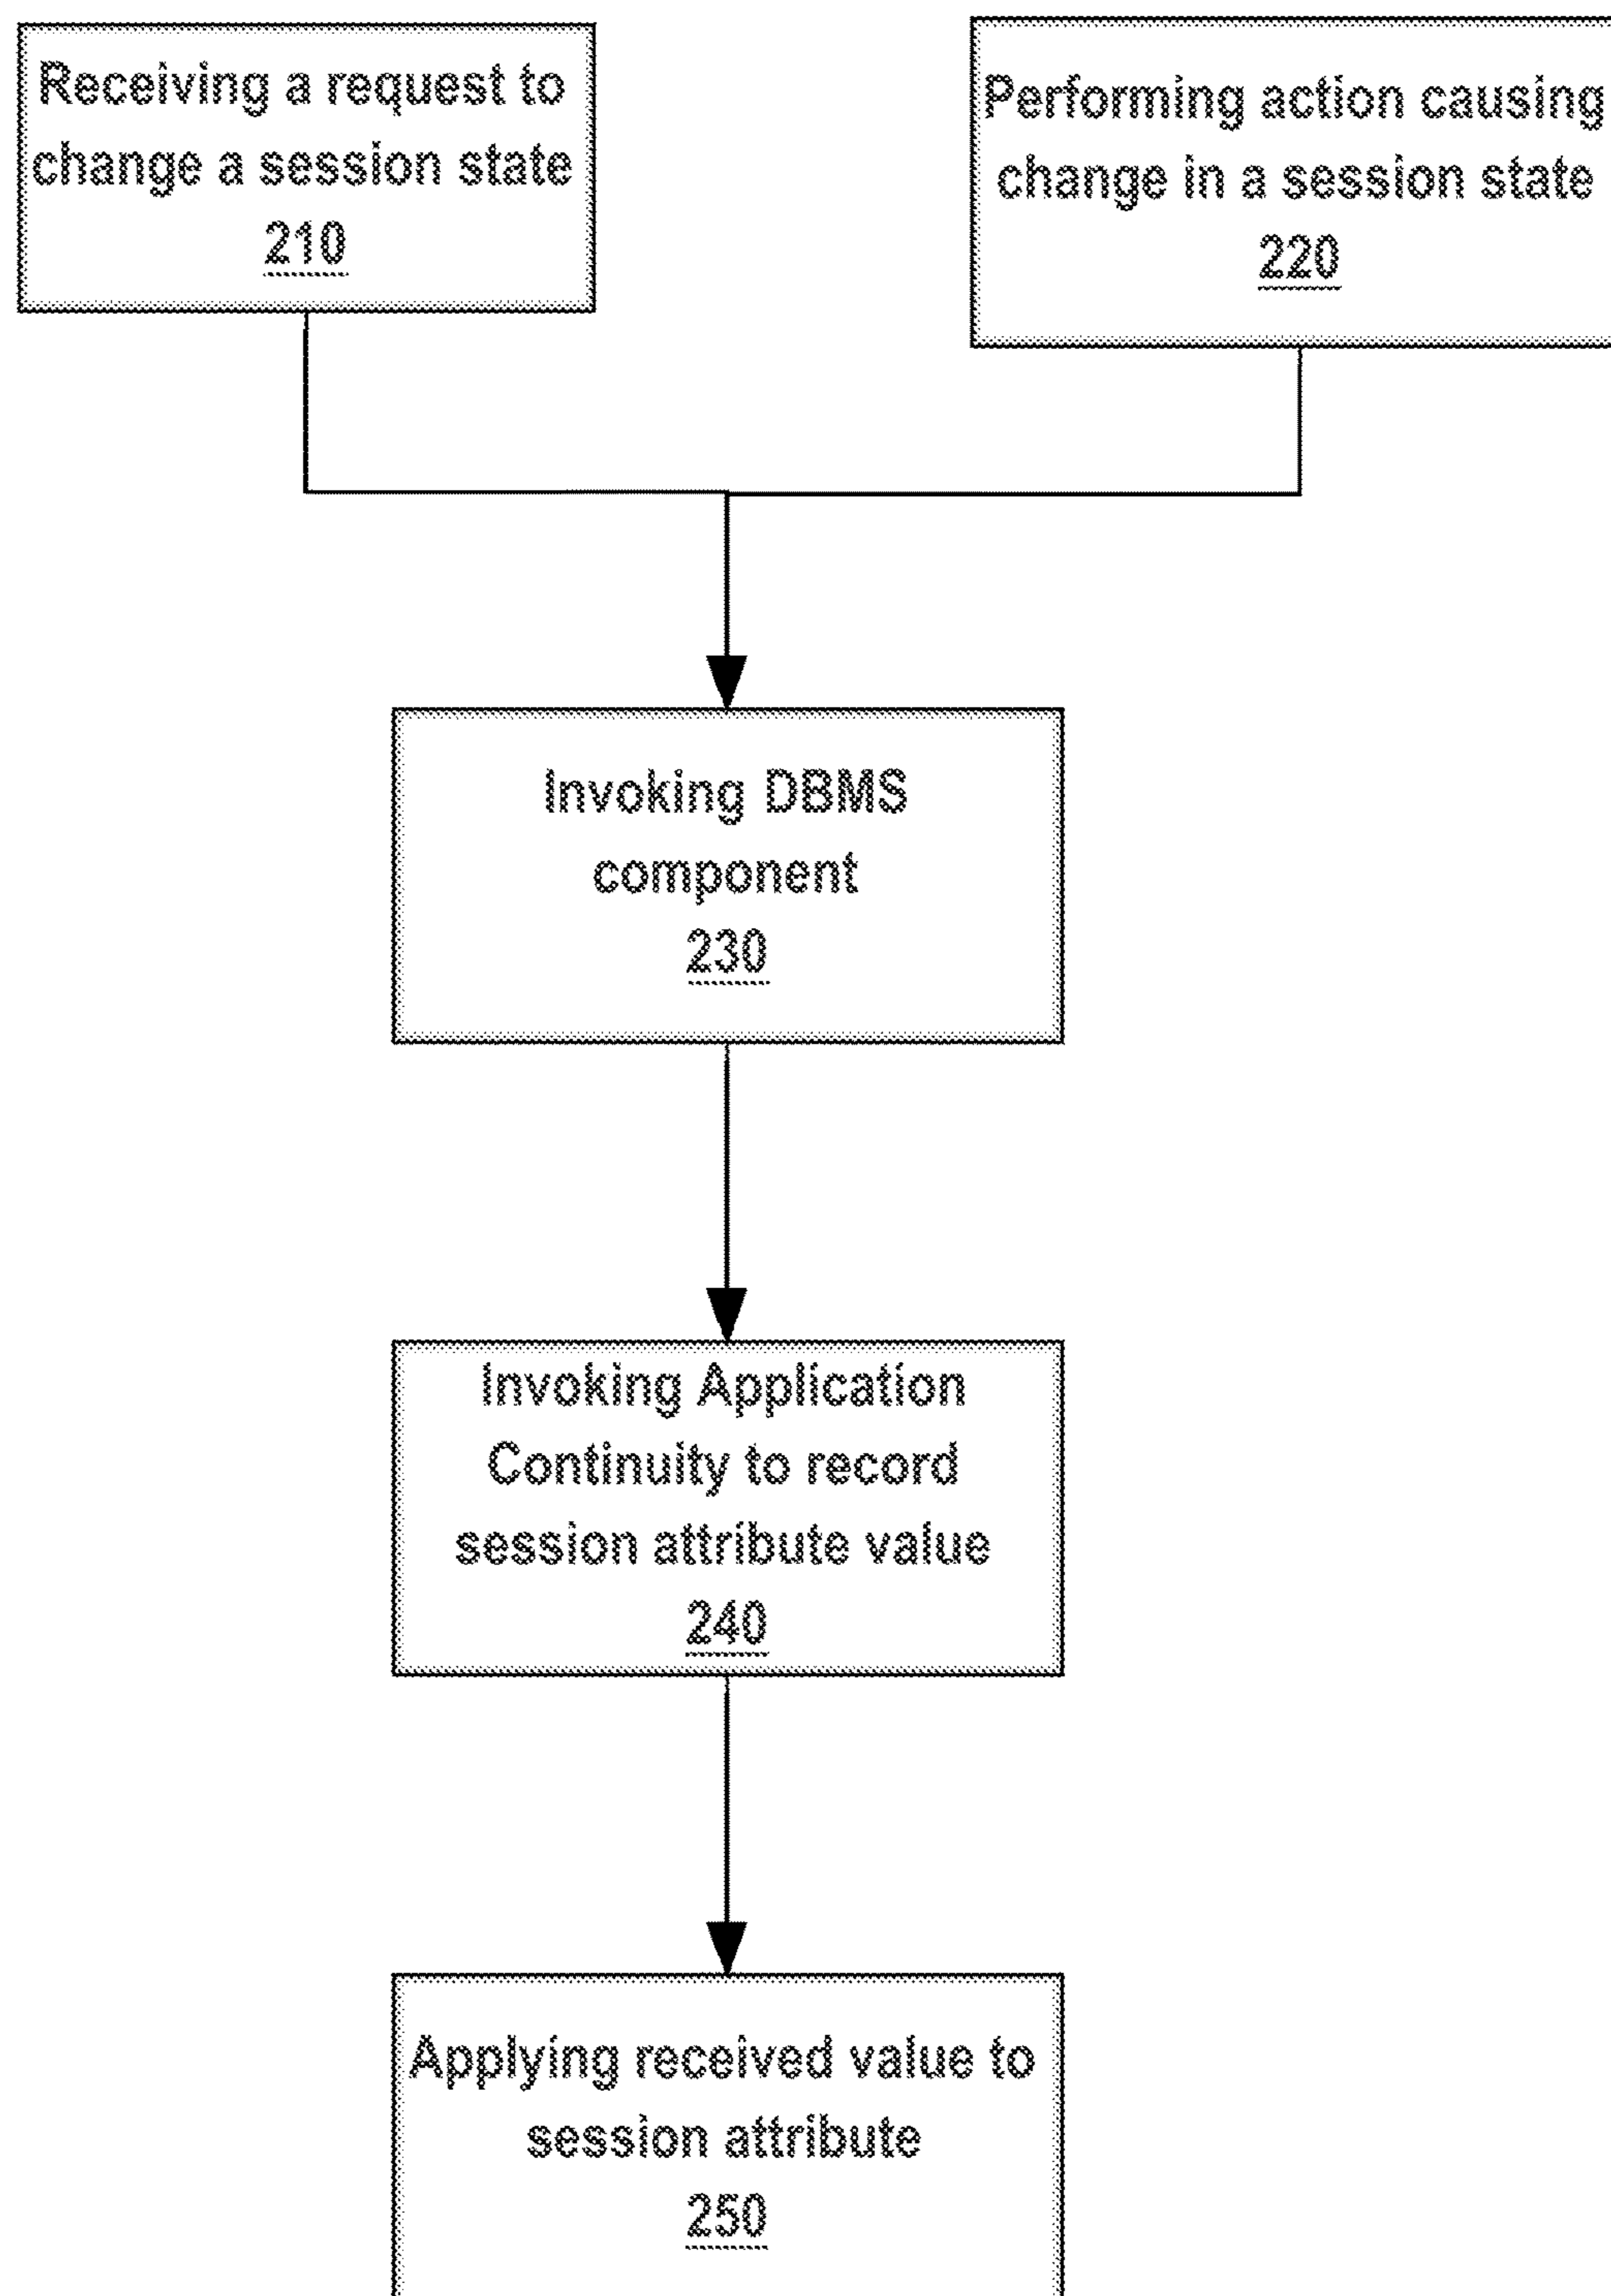 Receiving a request to
change a session state
210
Performing action causing
change in a session state
220
Invoking DBMS
component
230
Invoking Application
Continuity to record
session attribute value
240
Applying received value to
session attribute
250